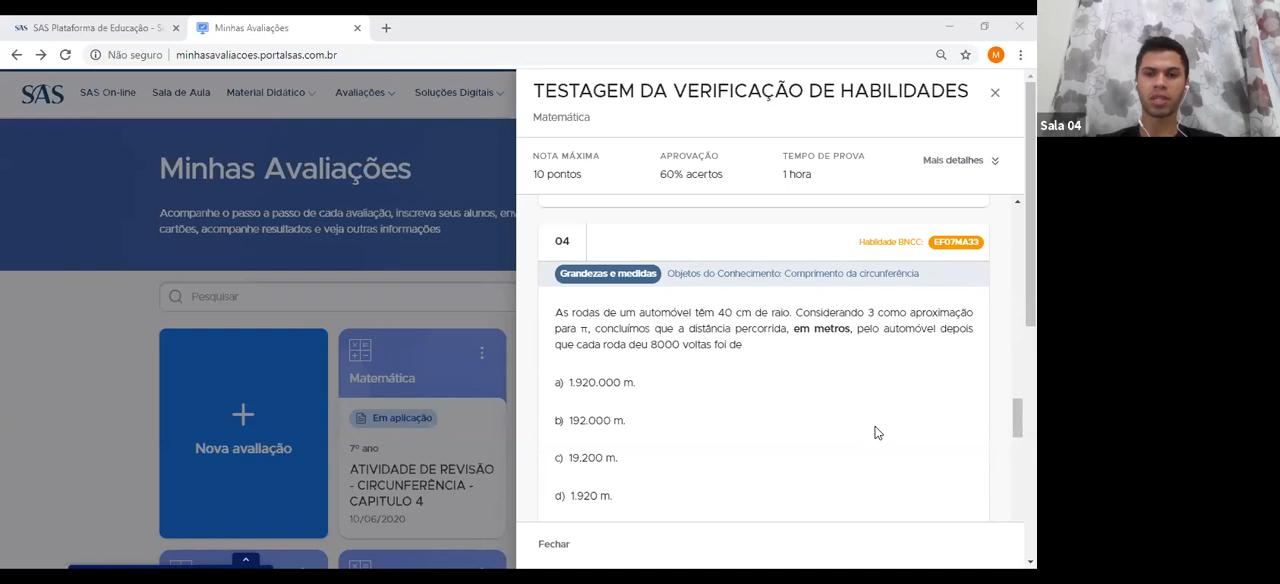 SAS Plataforma de Educação - S
Minhas Avaliações
Não seguro
minhasavaliacoes.portalsas.com.br
M
SAS
SAS On-line
Sala de Aula
Material Didático
Avaliações
Soluções Digitais
Minhas Avaliações
Acompanhe o passo a passo de cada avaliação, inscreva seus alunos, en
cartões, acompanhe resultados e veja outras informações
Pesquisar
Nova avaliação
Matemática
Em aplicação
7º ano
ATIVIDADE DE REVISÃO
- CIRCUNFERÊNCIA -
CAPITULO 4
10/06/2020
TESTAGEM DA VERIFICAÇÃO DE HABILIDADES
Matemática
NOTA MÁXIMA
10 pontos
APROVAÇÃO
60% acertos
TEMPO DE PROVA
1 hora
Mais detalhes
04
Habilidade BNCC:
EF07MA33
Grandezas e medidas
Objetos do Conhecimento: Comprimento da circunferência
As rodas de um automóvel têm 40 cm de raio. Considerando 3 como aproximação
para π, concluímos que a distância percorrida, em metros, pelo automóvel depois
que cada roda deu 8000 voltas foi de
a) 1.920.000 m.
b) 192.000 m.
c) 19.200 m.
d) 1.920 m.
Fechar
Sala 04